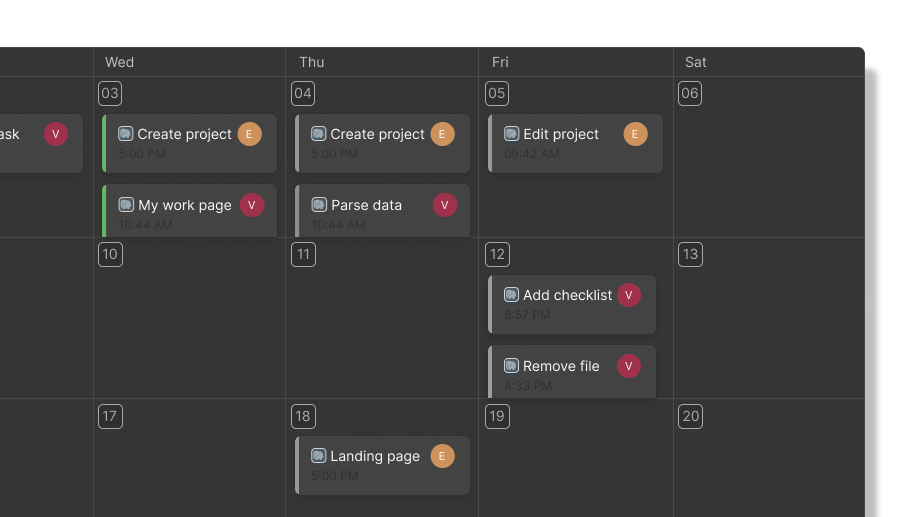 Wed Thu Fri Sat
03 04 05 06
ask V Create project E Create project E Edit project E
5:00 PM 5:00 PM 09:42 AM
My work page V Parse data V
10:44 AM 10:44 AM
10 11 12 13
Add checklist V
8:57 PM
Remove file V
4:33 PM
17 18 19 20
Landing page E
5:00 PM